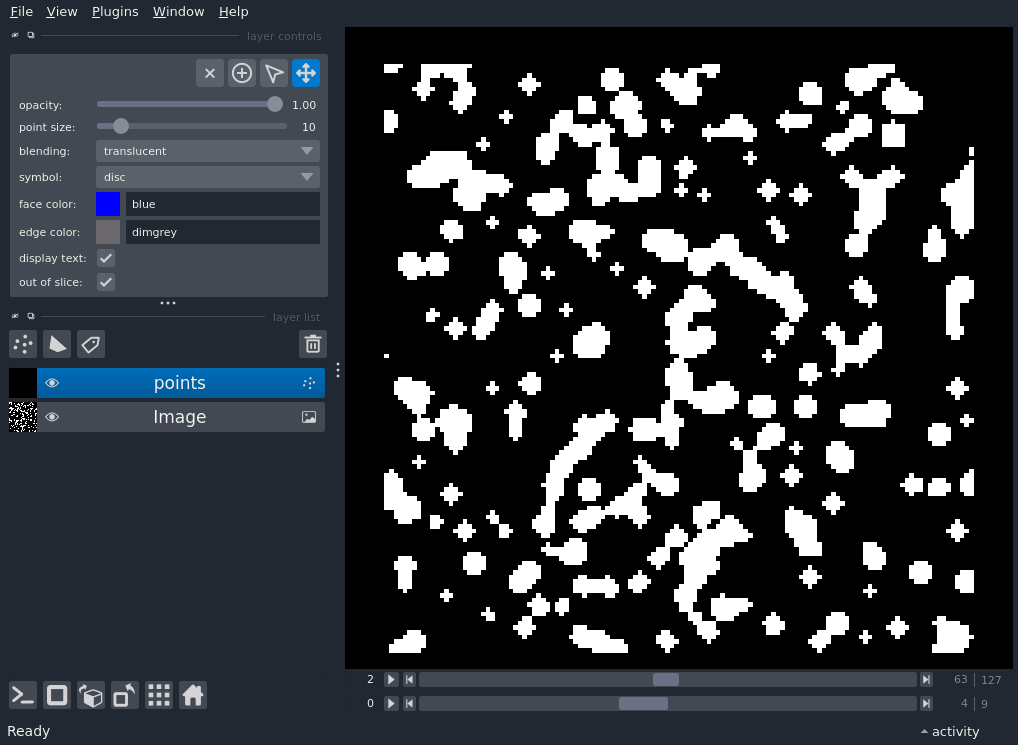 File View Plugins Window Help
layer controls
opacity: 1.00
point size: 10
blending: translucent
symbol: disc
face color: blue
edge color: dimgrey
display text:
out of slice:
layer list
points
Image
2 63 127
0 4 9
Ready activity